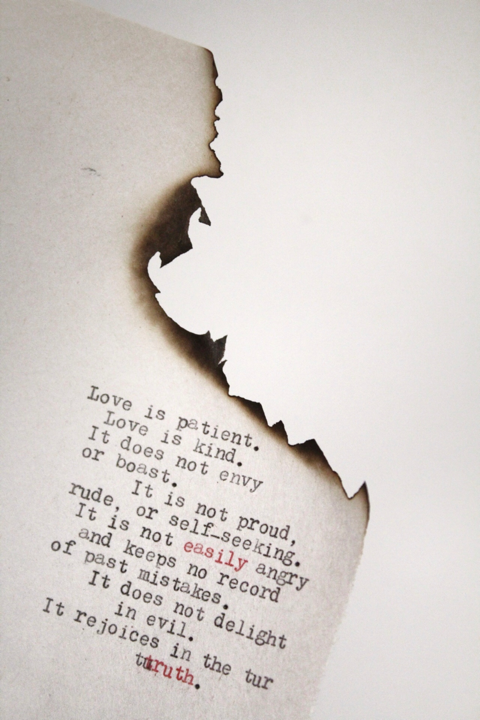 Love is patient.
Love is kind.
It does not envy
or boast.
It is not proud,
rude, or self-seeking.
It is not easily angry
and keeps no record
of past mistakes.
It does not delight
in evil.
It rejoices in the tur
truth.